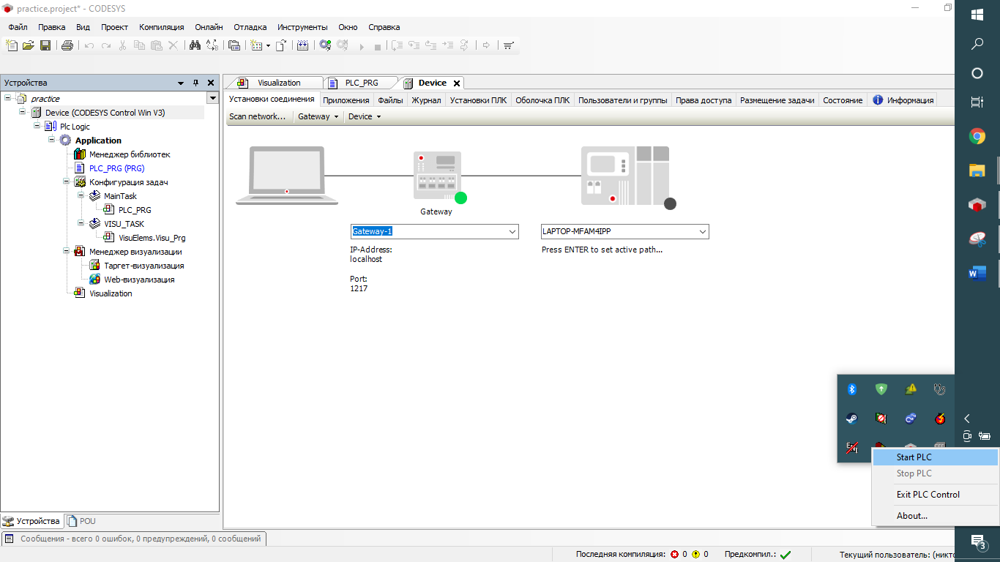 practice.project* - CODESYS
Файл Правка Вид Проект Компиляция Онлайн Отладка Инструменты Окно Справка
Устройства
practice
Device (CODESYS Control Win V3)
Plc Logic
Application
Менеджер библиотек
PLC_PRG (PRG)
Конфигурация задач
MainTask
PLC_PRG
VISU_TASK
VisuElems.Visu_Prg
Менеджер визуализации
Таргет-визуализация
Web-визуализация
Visualization
Устройства POU
Visualization PLC_PRG Device
Установки соединения Приложения Файлы Журнал Установки ПЛК Оболочка ПЛК Пользователи и группы Права доступа Размещение задачи Состояние Информация
Scan network... Gateway Device
Gateway
Gateway-1 LAPTOP-MFAM4IPP
IP-Address: Press ENTER to set active path...
localhost
Port:
1217
Start PLC
Stop PLC
Exit PLC Control
About...
Сообщения - всего 0 ошибок, 0 предупреждений, 0 сообщений
Последняя компиляция: 0 0 Предкомпил.: Текущий пользователь: (никто
3